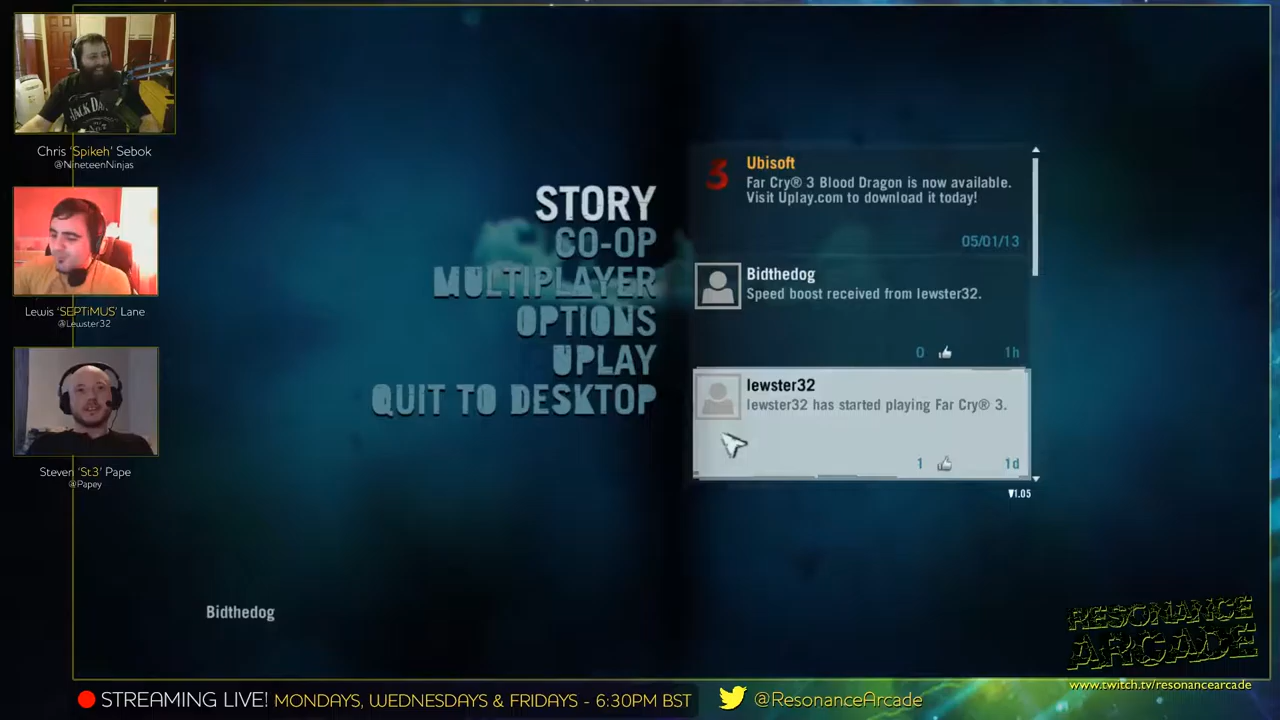 Chris 'Spikeh' Sebok
@NineteenNinjas
Lewis 'SEPTiMUS' Lane
@Lewster32
Steven 'St3' Pape
@Papey
STORY
CO-OP
MULTIPLAYER
OPTIONS
UPLAY
QUIT TO DESKTOP
3
Ubisoft
Far Cry® 3 Blood Dragon is now available.
Visit Uplay.com to download it today!
05/01/13
Bidthedog
Speed boost received from lewster32.
0 1h
lewster32
lewster32 has started playing Far Cry® 3.
1 1d
V1.05
Bidthedog
RESONANCE
ARCADE
www.twitch.tv/resonancearcade
STREAMING LIVE! MONDAYS, WEDNESDAYS & FRIDAYS - 6:30PM BST
@ResonanceArcade